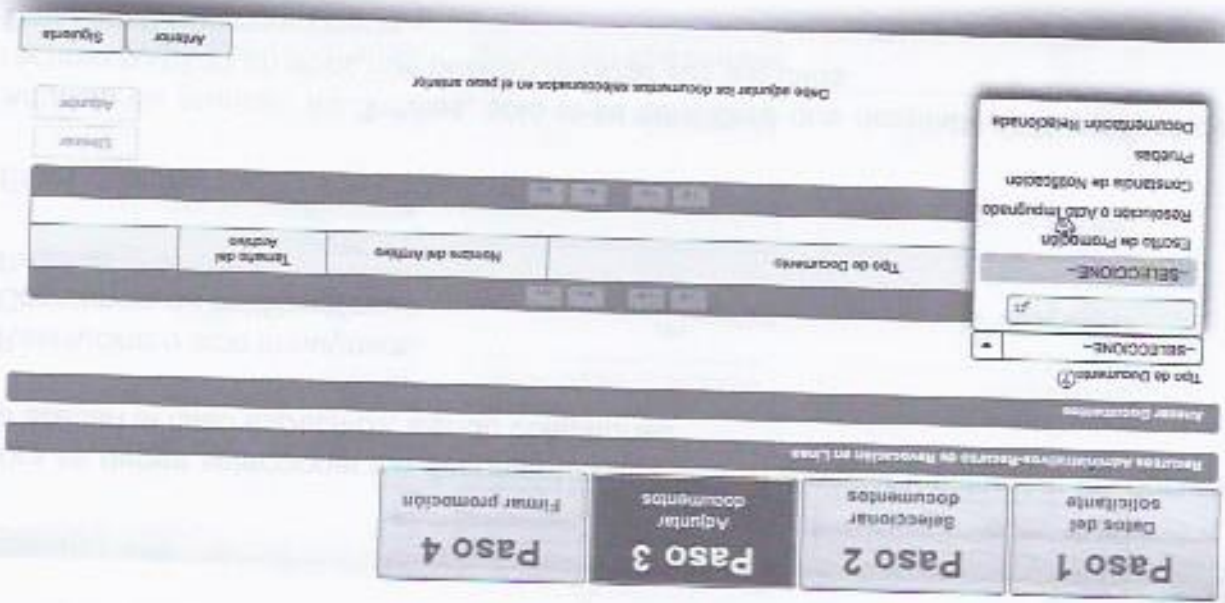 Paso 1
Datos del
solicitante
Paso 2
Seleccionar
documentos
Paso 3
Adjuntar
documentos
Paso 4
Firmar promoción
Recursos Administrativos-Recurso de Revocación en Línea
Anexar Documentos
Tipo de Documento
--SELECCIONE--
--SELECCIONE--
Escrito de Promoción
Resolución o Acto Impugnado
Constancia de Notificación
Pruebas
Documentación Relacionada
Tipo de Documento
Nombre del Archivo
Tamaño del
Archivo
Eliminar
Adjuntar
Debe adjuntar los documentos seleccionados en el paso anterior
Anterior
Siguiente